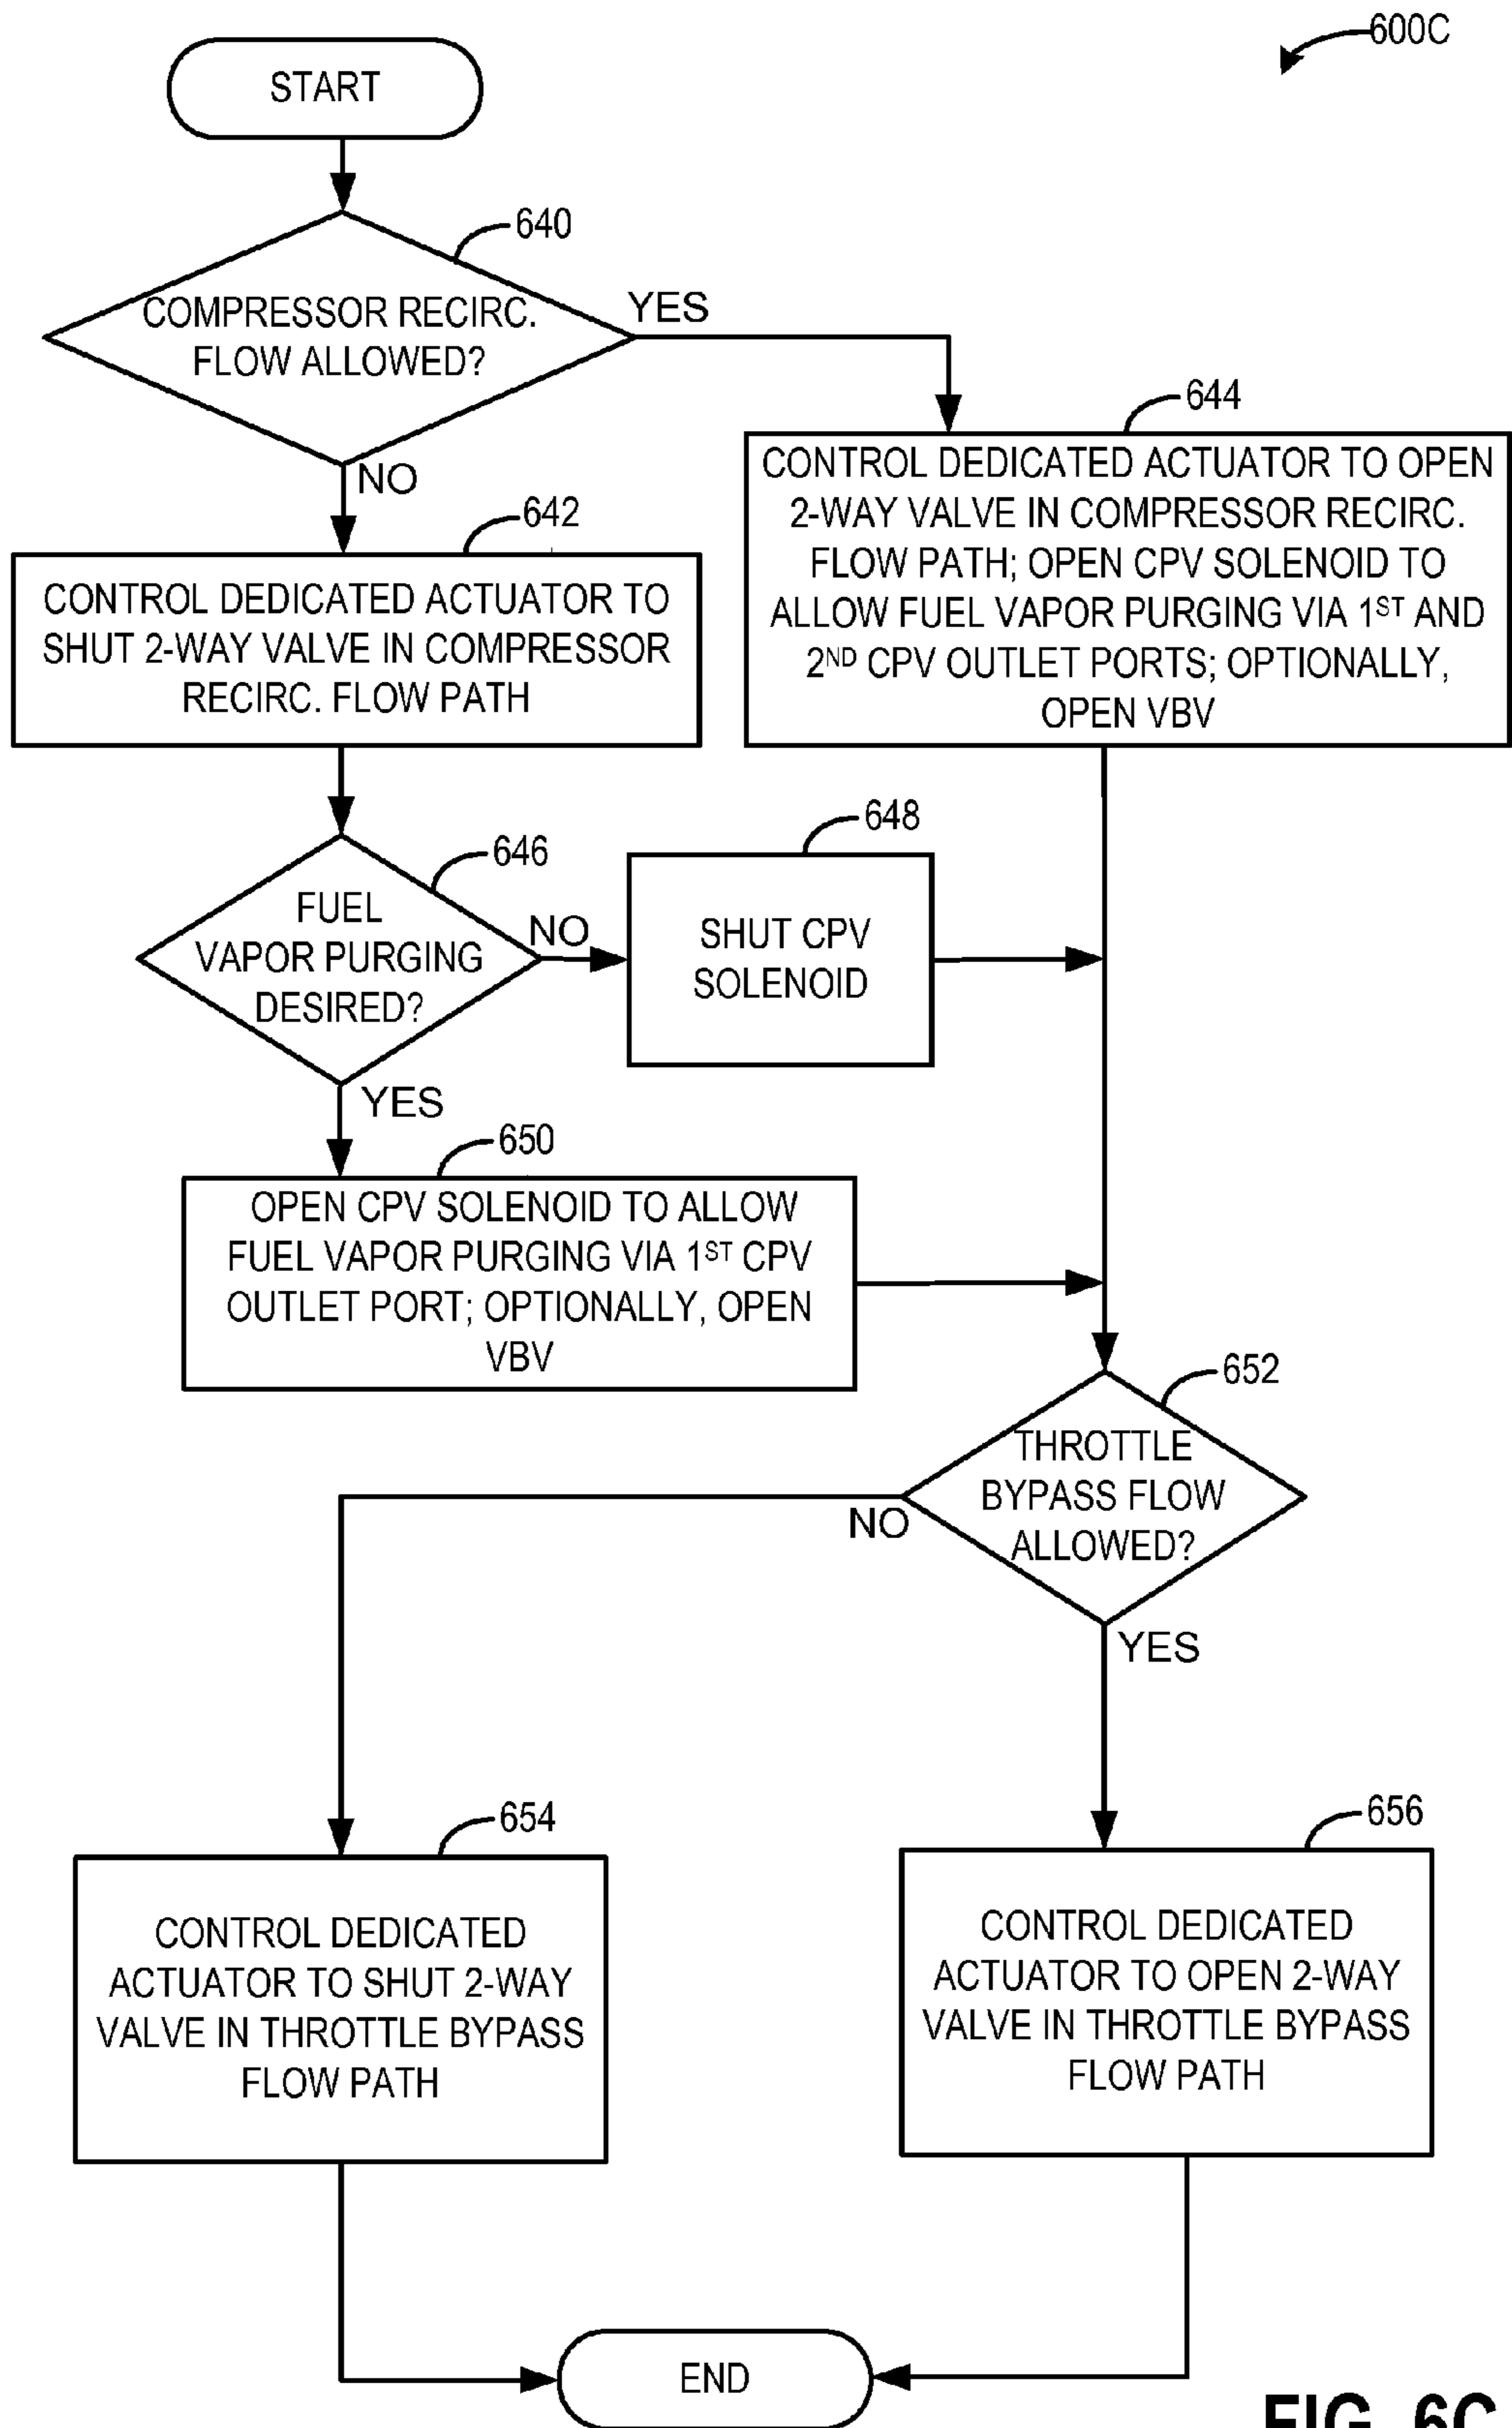 600C
START
640
COMPRESSOR RECIRC.
FLOW ALLOWED?
YES
NO
644
CONTROL DEDICATED ACTUATOR TO OPEN
2-WAY VALVE IN COMPRESSOR RECIRC.
FLOW PATH; OPEN CPV SOLENOID TO
ALLOW FUEL VAPOR PURGING VIA 1ST AND
2ND CPV OUTLET PORTS; OPTIONALLY,
OPEN VBV
642
CONTROL DEDICATED ACTUATOR TO
SHUT 2-WAY VALVE IN COMPRESSOR
RECIRC. FLOW PATH
646
FUEL
VAPOR PURGING
DESIRED?
NO
YES
648
SHUT CPV
SOLENOID
650
OPEN CPV SOLENOID TO ALLOW
FUEL VAPOR PURGING VIA 1ST CPV
OUTLET PORT; OPTIONALLY, OPEN
VBV
652
THROTTLE
BYPASS FLOW
ALLOWED?
NO
YES
654
CONTROL DEDICATED
ACTUATOR TO SHUT 2-WAY
VALVE IN THROTTLE BYPASS
FLOW PATH
656
CONTROL DEDICATED
ACTUATOR TO OPEN 2-WAY
VALVE IN THROTTLE BYPASS
FLOW PATH
END
FIG. 6C